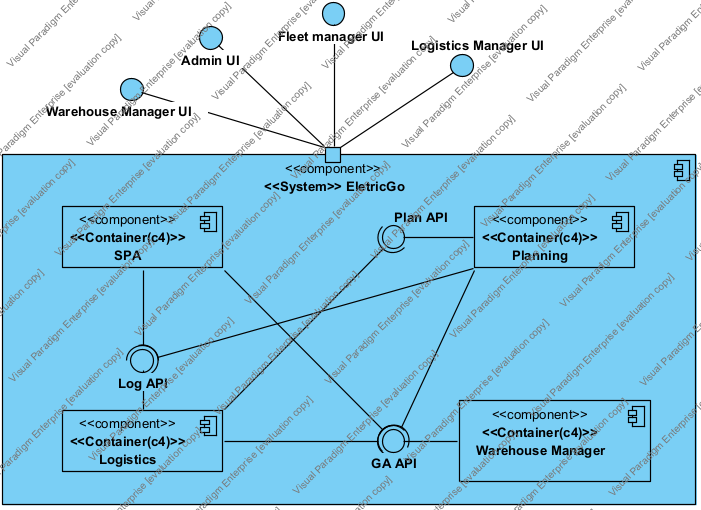 Fleet manager UI
Logistics Manager UI
Admin UI
Warehouse Manager UI
<<component>>
<<System>> EletricGo
<<component>>
<<Container(c4)>>
SPA
Plan API
<<component>>
<<Container(c4)>>
Planning
Log API
<<component>>
<<Container(c4)>>
Logistics
GA API
<<component>>
<<Container(c4)>>
Warehouse Manager
Visual Paradigm Enterprise [evaluation copy]